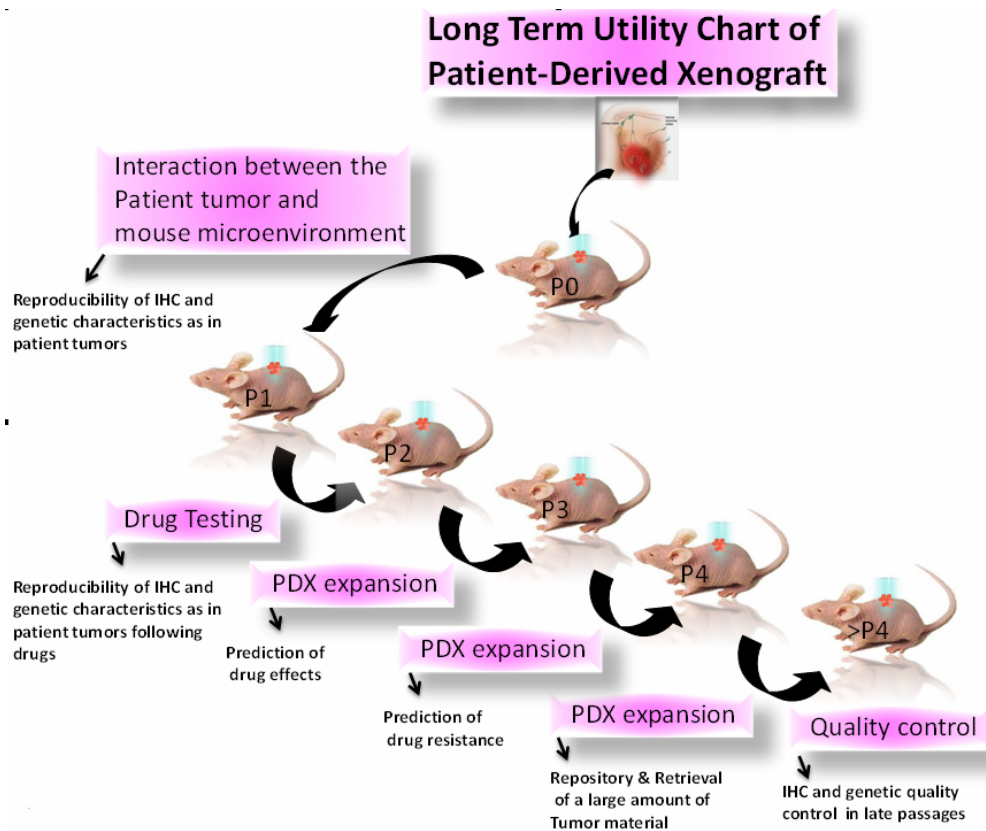 Long Term Utility Chart of
Patient-Derived Xenograft
Interaction between the
Patient tumor and
mouse microenvironment
Reproducibility of IHC and
genetic characteristics as in
patient tumors
P0
P1
P2
P3
P4
>P4
Drug Testing
Reproducibility of IHC and
genetic characteristics as in
patient tumors following
drugs
PDX expansion
Prediction of
drug effects
PDX expansion
Prediction of
drug resistance
PDX expansion
Repository & Retrieval
of a large amount of
Tumor material
Quality control
IHC and genetic quality
control in late passages